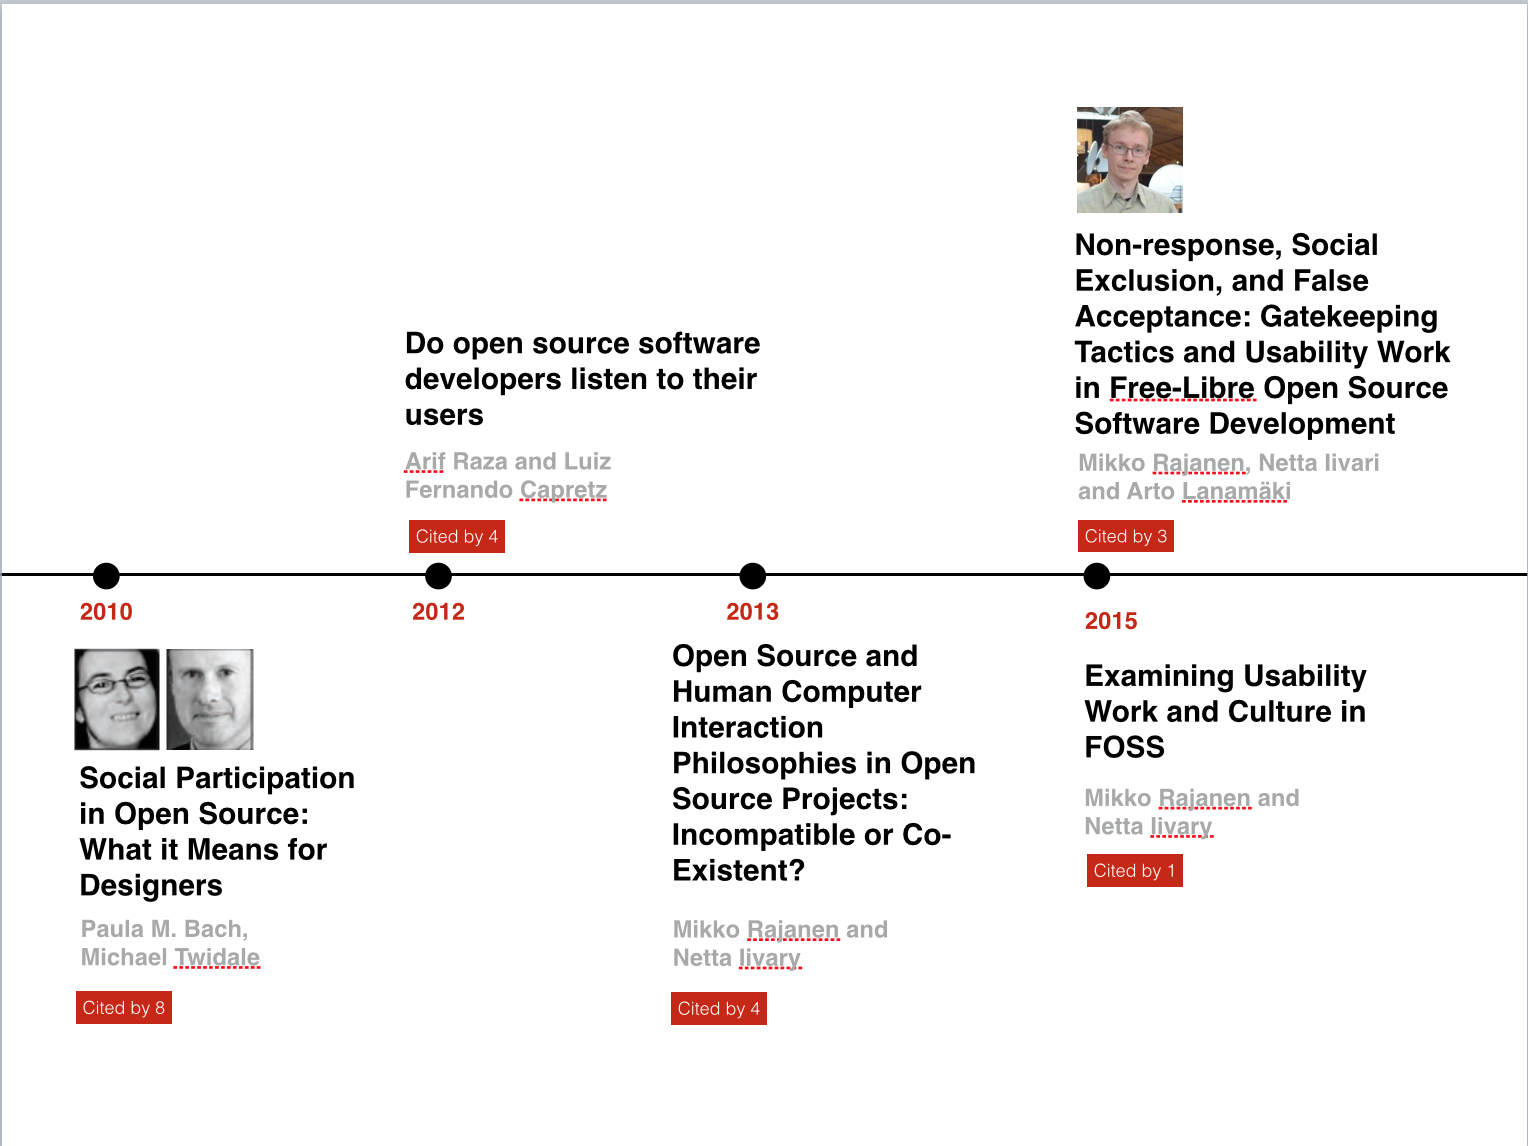 Non-response, Social
Exclusion, and False
Acceptance: Gatekeeping
Tactics and Usability Work
in Free-Libre Open Source
Software Development
Mikko Rajanen, Netta Iivari
and Arto Lanamäki
Cited by 3
Do open source software
developers listen to their
users
Arif Raza and Luiz
Fernando Capretz
Cited by 4
2010
2012
2013
2015
Social Participation
in Open Source:
What it Means for
Designers
Paula M. Bach,
Michael Twidale
Cited by 8
Open Source and
Human Computer
Interaction
Philosophies in Open
Source Projects:
Incompatible or Co-
Existent?
Mikko Rajanen and
Netta Iivary
Cited by 4
Examining Usability
Work and Culture in
FOSS
Mikko Rajanen and
Netta Iivary
Cited by 1